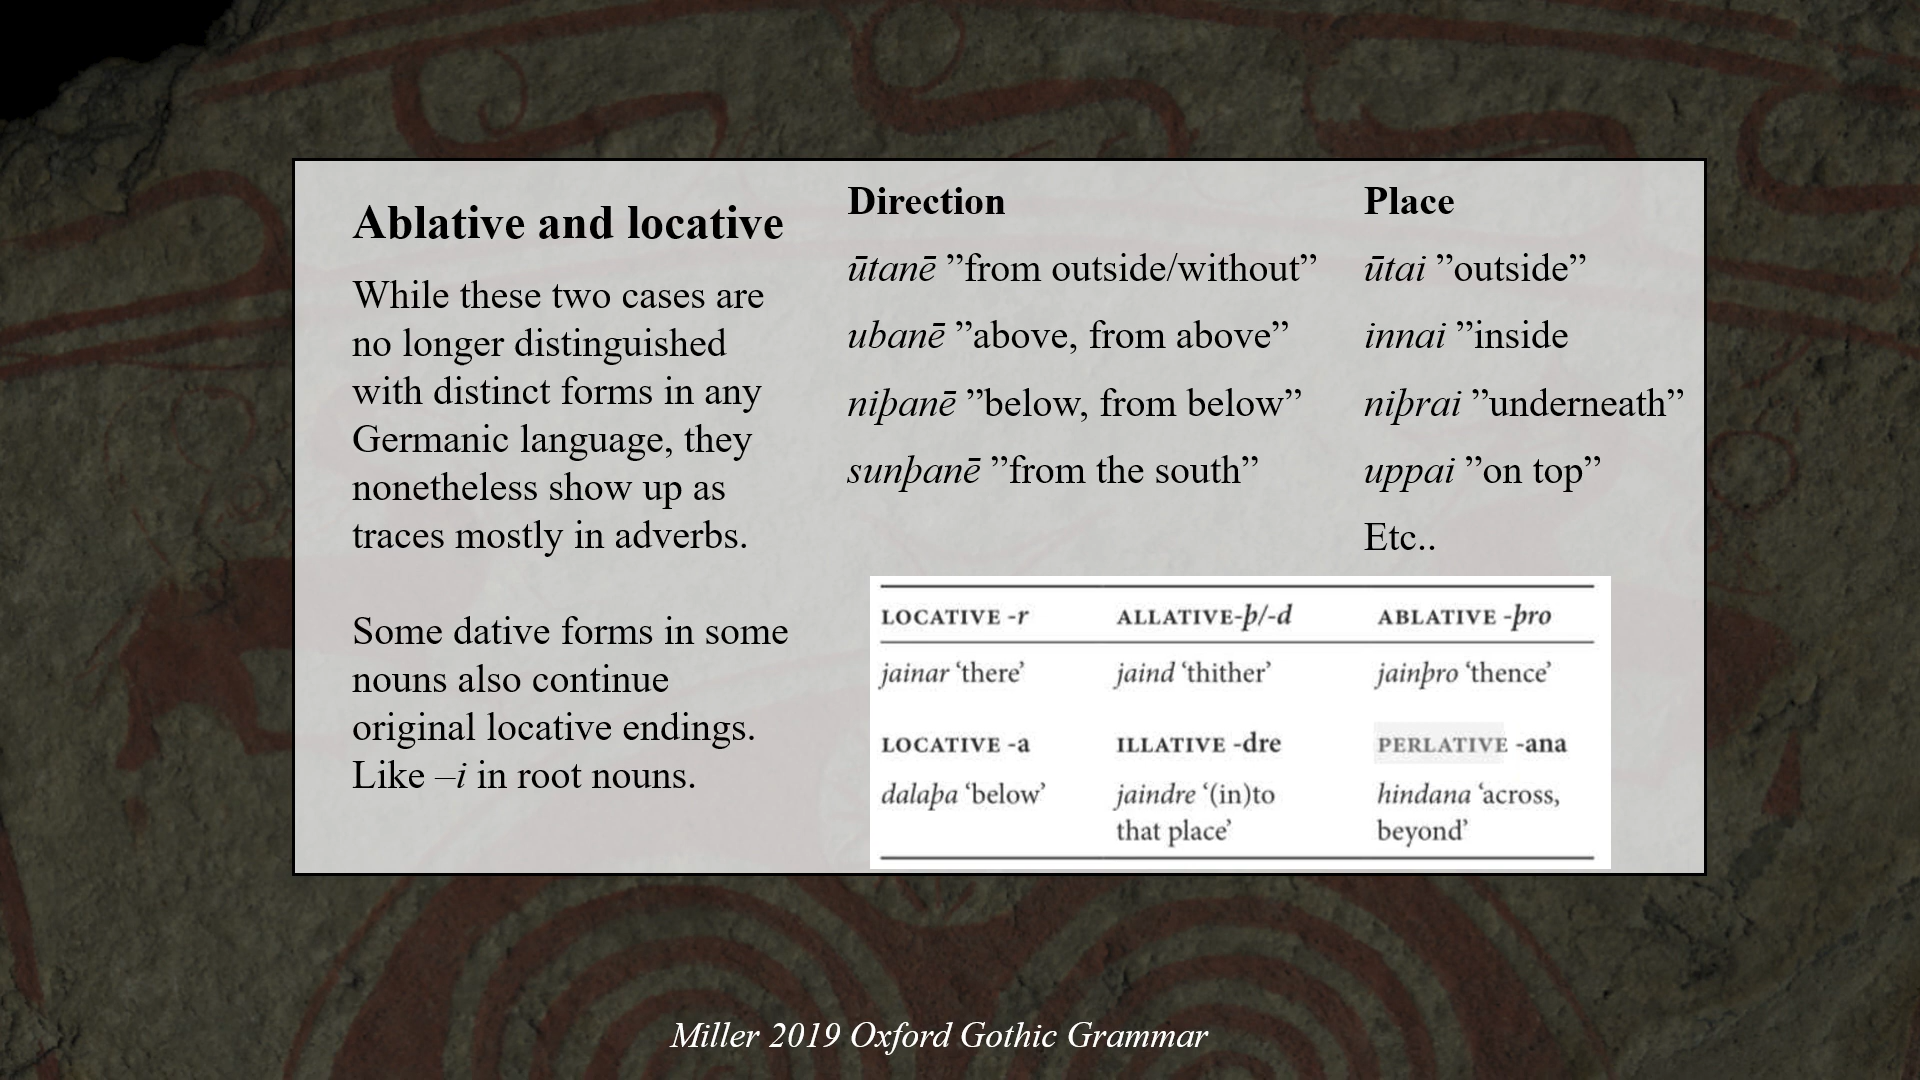 Ablative and locative
While these two cases are
no longer distinguished
with distinct forms in any
Germanic language, they
nonetheless show up as
traces mostly in adverbs.
Some dative forms in some
nouns also continue
original locative endings.
Like –i in root nouns.
Direction
ūtanē ”from outside/without”
ubanē ”above, from above”
niþanē ”below, from below”
sunþanē ”from the south”
Place
ūtai ”outside”
innai ”inside
niþrai ”underneath”
uppai ”on top”
Etc..
LOCATIVE -r ALLATIVE-þ/-d ABLATIVE -þro
jainar ‘there’ jaind ‘thither’ jainþro ‘thence’
LOCATIVE -a ILLATIVE -dre PERLATIVE -ana
dalaþa ‘below’ jaindre ‘(in)to hindana ‘across,
that place’ beyond’
Miller 2019 Oxford Gothic Grammar